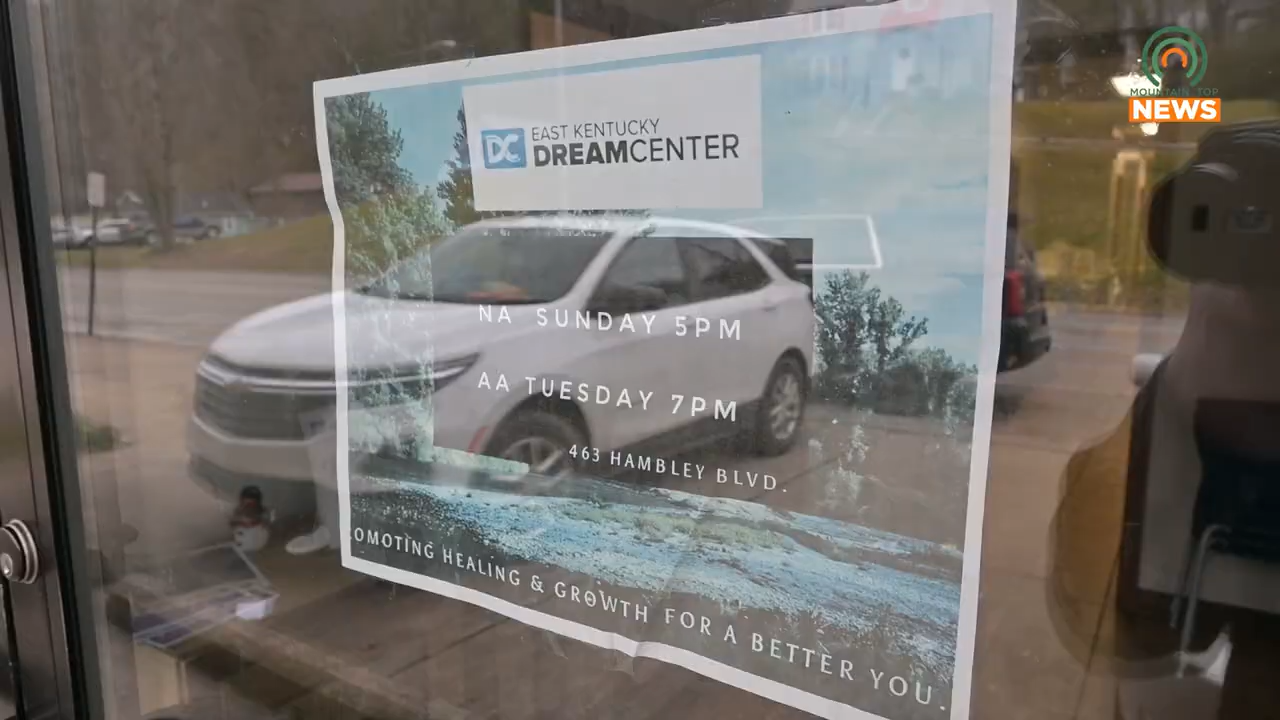 MOUNTAIN TOP
NEWS
DC EAST KENTUCKY
DREAMCENTER
NA SUNDAY 5PM
AA TUESDAY 7PM
463 HAMBLEY BLVD.
OMOTING HEALING & GROWTH FOR A BETTER YOU.